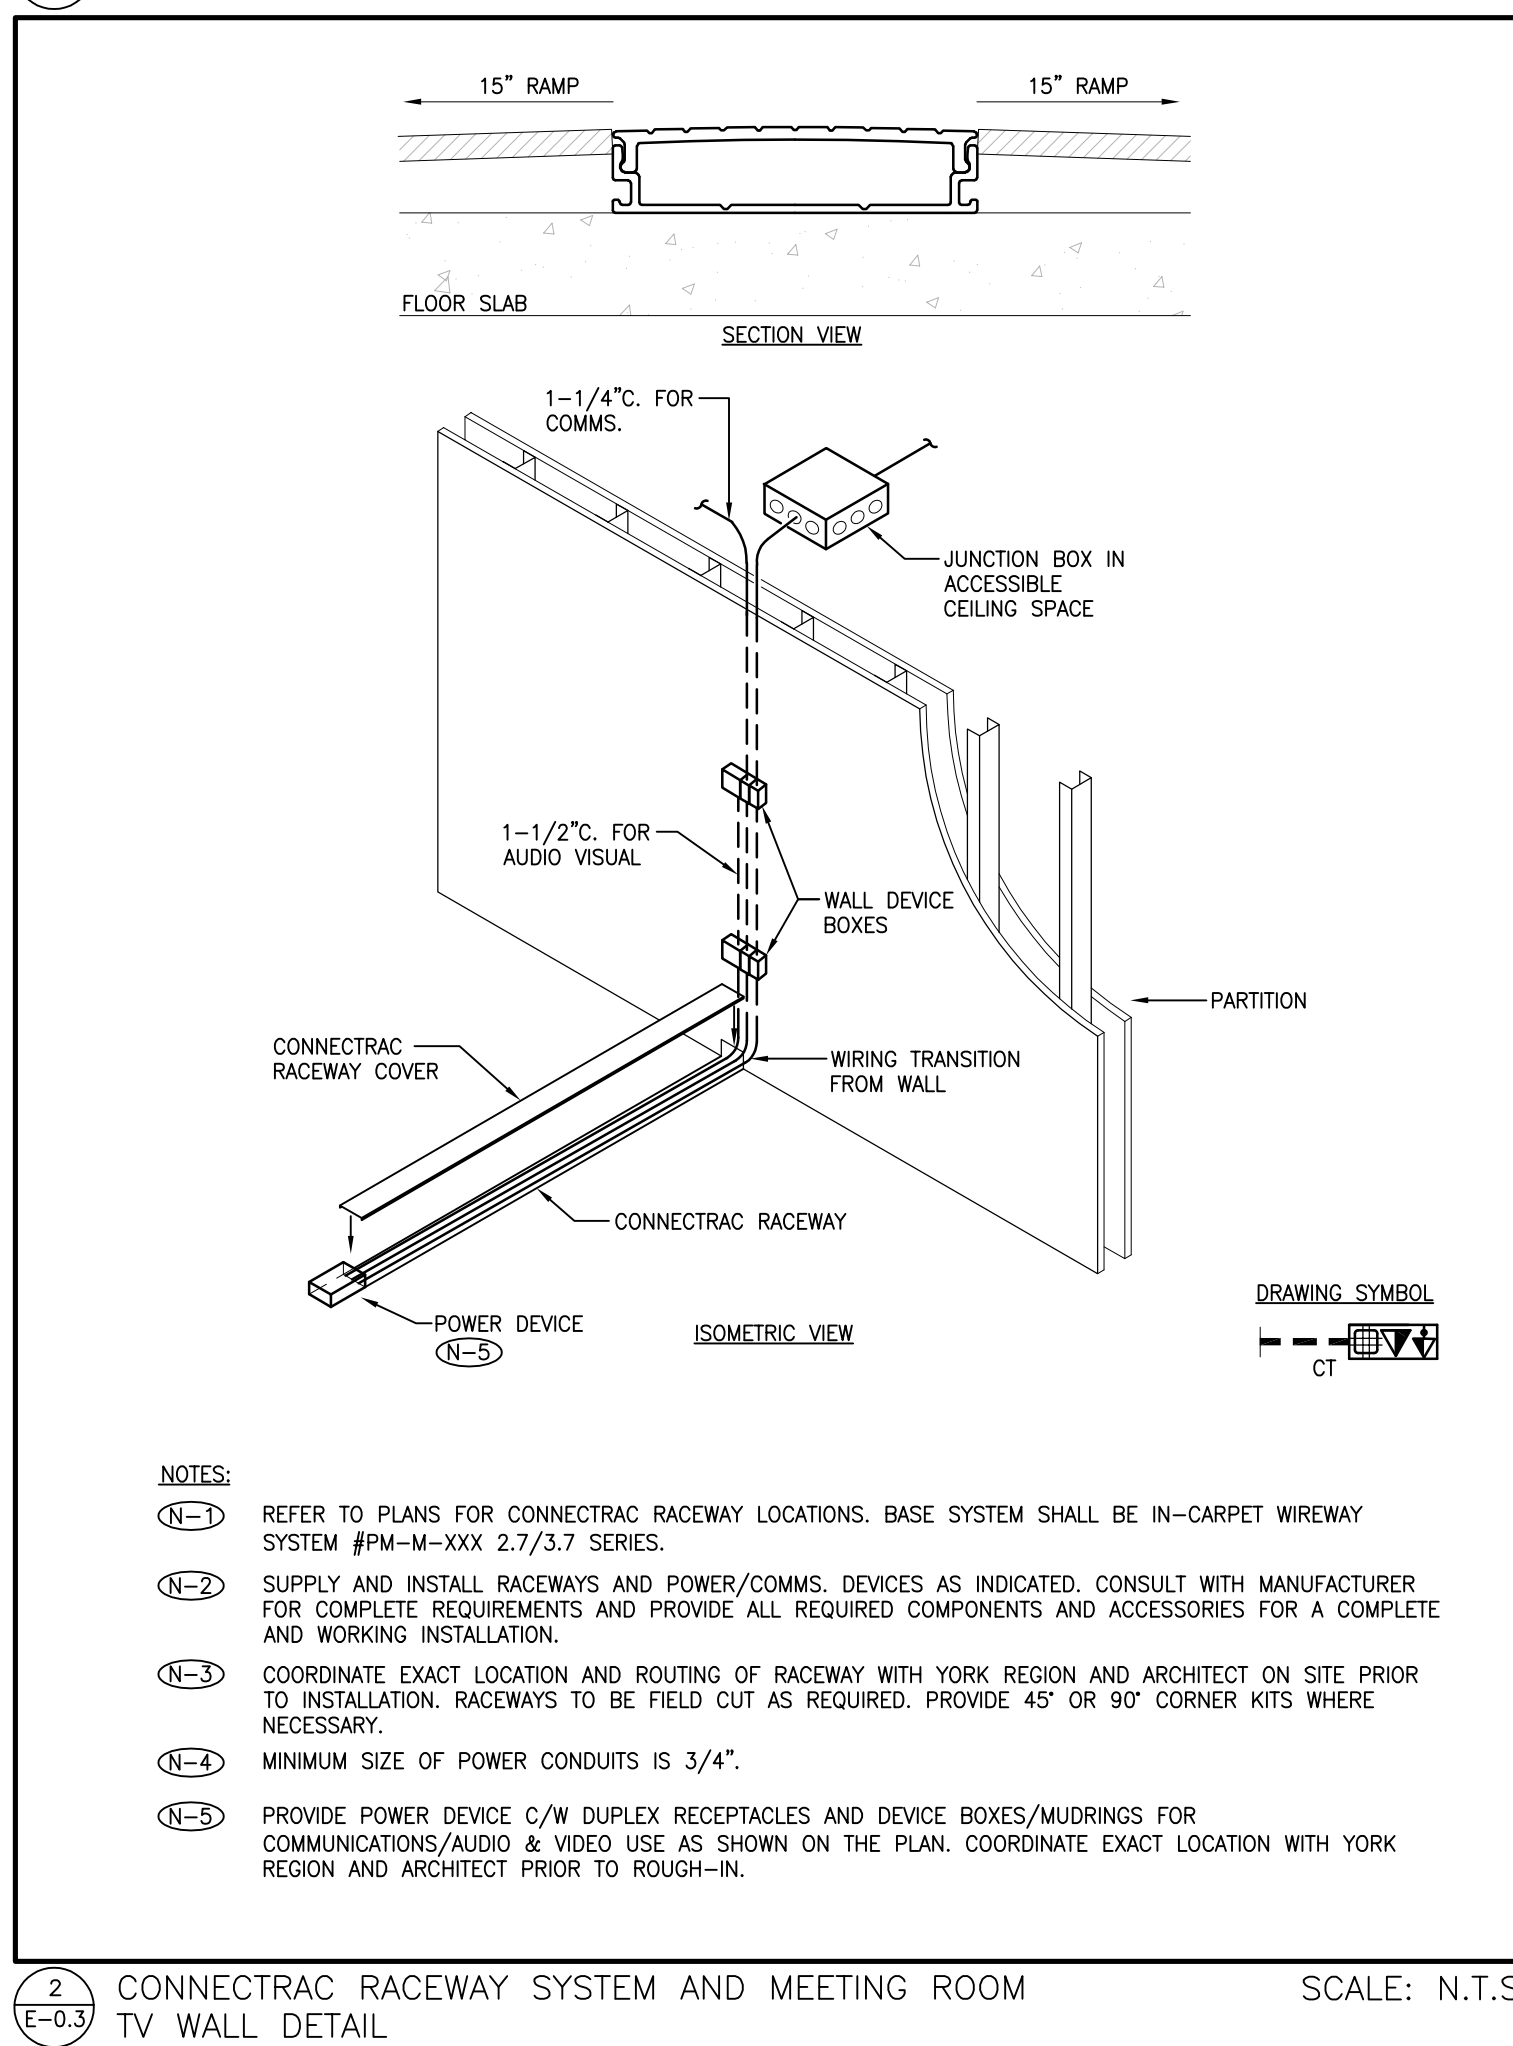 15” RAMP
15” RAMP
FLOOR SLAB
SECTION VIEW
1-1/4”C. FOR
COMMS.
JUNCTION BOX IN
ACCESSIBLE
CEILING SPACE
1-1/2”C. FOR
AUDIO VISUAL
WALL DEVICE
BOXES
PARTITION
CONNECTRAC
RACEWAY COVER
WIRING TRANSITION
FROM WALL
CONNECTRAC RACEWAY
POWER DEVICE
N-5
ISOMETRIC VIEW
DRAWING SYMBOL
CT
NOTES:
N-1 REFER TO PLANS FOR CONNECTRAC RACEWAY LOCATIONS. BASE SYSTEM SHALL BE IN-CARPET WIREWAY
SYSTEM #PM-M-XXX 2.7/3.7 SERIES.
N-2 SUPPLY AND INSTALL RACEWAYS AND POWER/COMMS. DEVICES AS INDICATED. CONSULT WITH MANUFACTURER
FOR COMPLETE REQUIREMENTS AND PROVIDE ALL REQUIRED COMPONENTS AND ACCESSORIES FOR A COMPLETE
AND WORKING INSTALLATION.
N-3 COORDINATE EXACT LOCATION AND ROUTING OF RACEWAY WITH YORK REGION AND ARCHITECT ON SITE PRIOR
TO INSTALLATION. RACEWAYS TO BE FIELD CUT AS REQUIRED. PROVIDE 45° OR 90° CORNER KITS WHERE
NECESSARY.
N-4 MINIMUM SIZE OF POWER CONDUITS IS 3/4”.
N-5 PROVIDE POWER DEVICE C/W DUPLEX RECEPTACLES AND DEVICE BOXES/MUDRINGS FOR
COMMUNICATIONS/AUDIO & VIDEO USE AS SHOWN ON THE PLAN. COORDINATE EXACT LOCATION WITH YORK
REGION AND ARCHITECT PRIOR TO ROUGH-IN.
2
E-0.3
CONNECTRAC RACEWAY SYSTEM AND MEETING ROOM
TV WALL DETAIL
SCALE: N.T.S